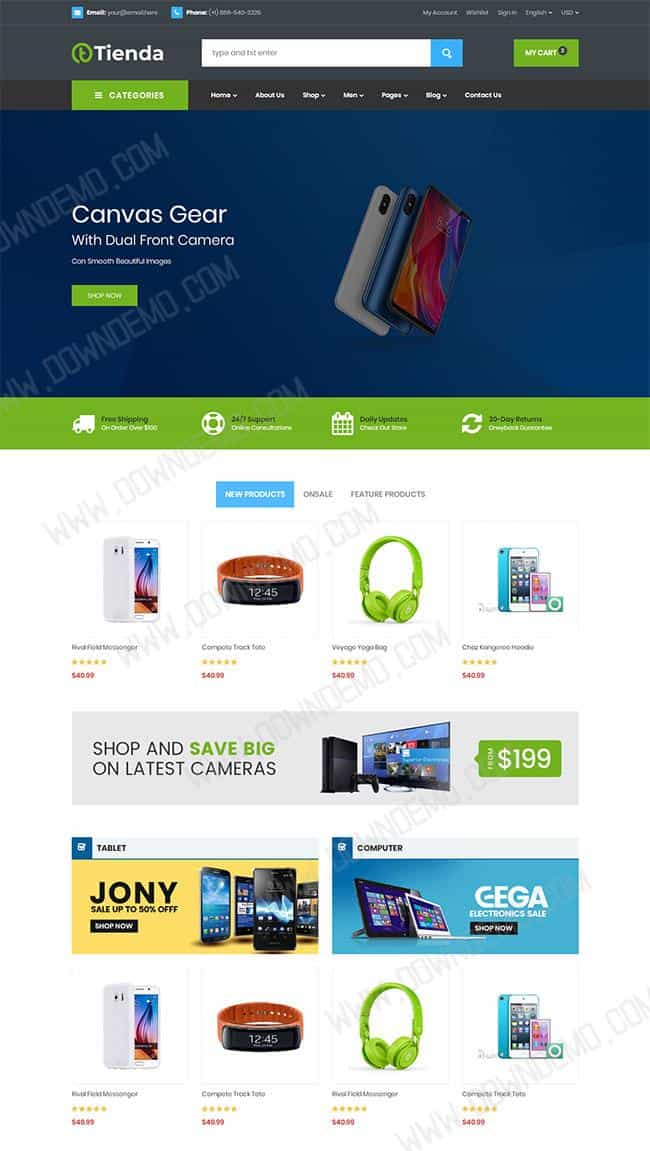 Email: your@email.here
Phone: (+1) 866-540-3229
My Account Wishlist Sign In English USD
Tienda
type and hit enter
MY CART
CATEGORIES
Home About Us Shop Men Pages Blog Contact Us
Canvas Gear
With Dual Front Camera
Con Smooth Beautiful Images
SHOP NOW
Free Shipping
On Order Over $100
24/7 Support
Online Consultations
Daily Updates
Check Out Store
30-Day Returns
Oneyback Guarantee
NEW PRODUCTS ONSALE FEATURE PRODUCTS
12:45
Rival Field Messenger
$40.99
Compete Track Tote
$40.99
Voyage Yoga Bag
$40.99
Chaz Kangeroo Hoodie
$40.99
SHOP AND SAVE BIG
ON LATEST CAMERAS
FROM $199
TABLET
JONY
SALE UP TO 50% OFFF
SHOP NOW
COMPUTER
GEGA
ELECTRONICS SALE
SHOP NOW
12:45
Rival Field Messenger
$40.99
Compete Track Tote
$40.99
Rival Field Messenger
$40.99
Compete Track Tote
$40.99
WWW.DOWNDEMO.COM